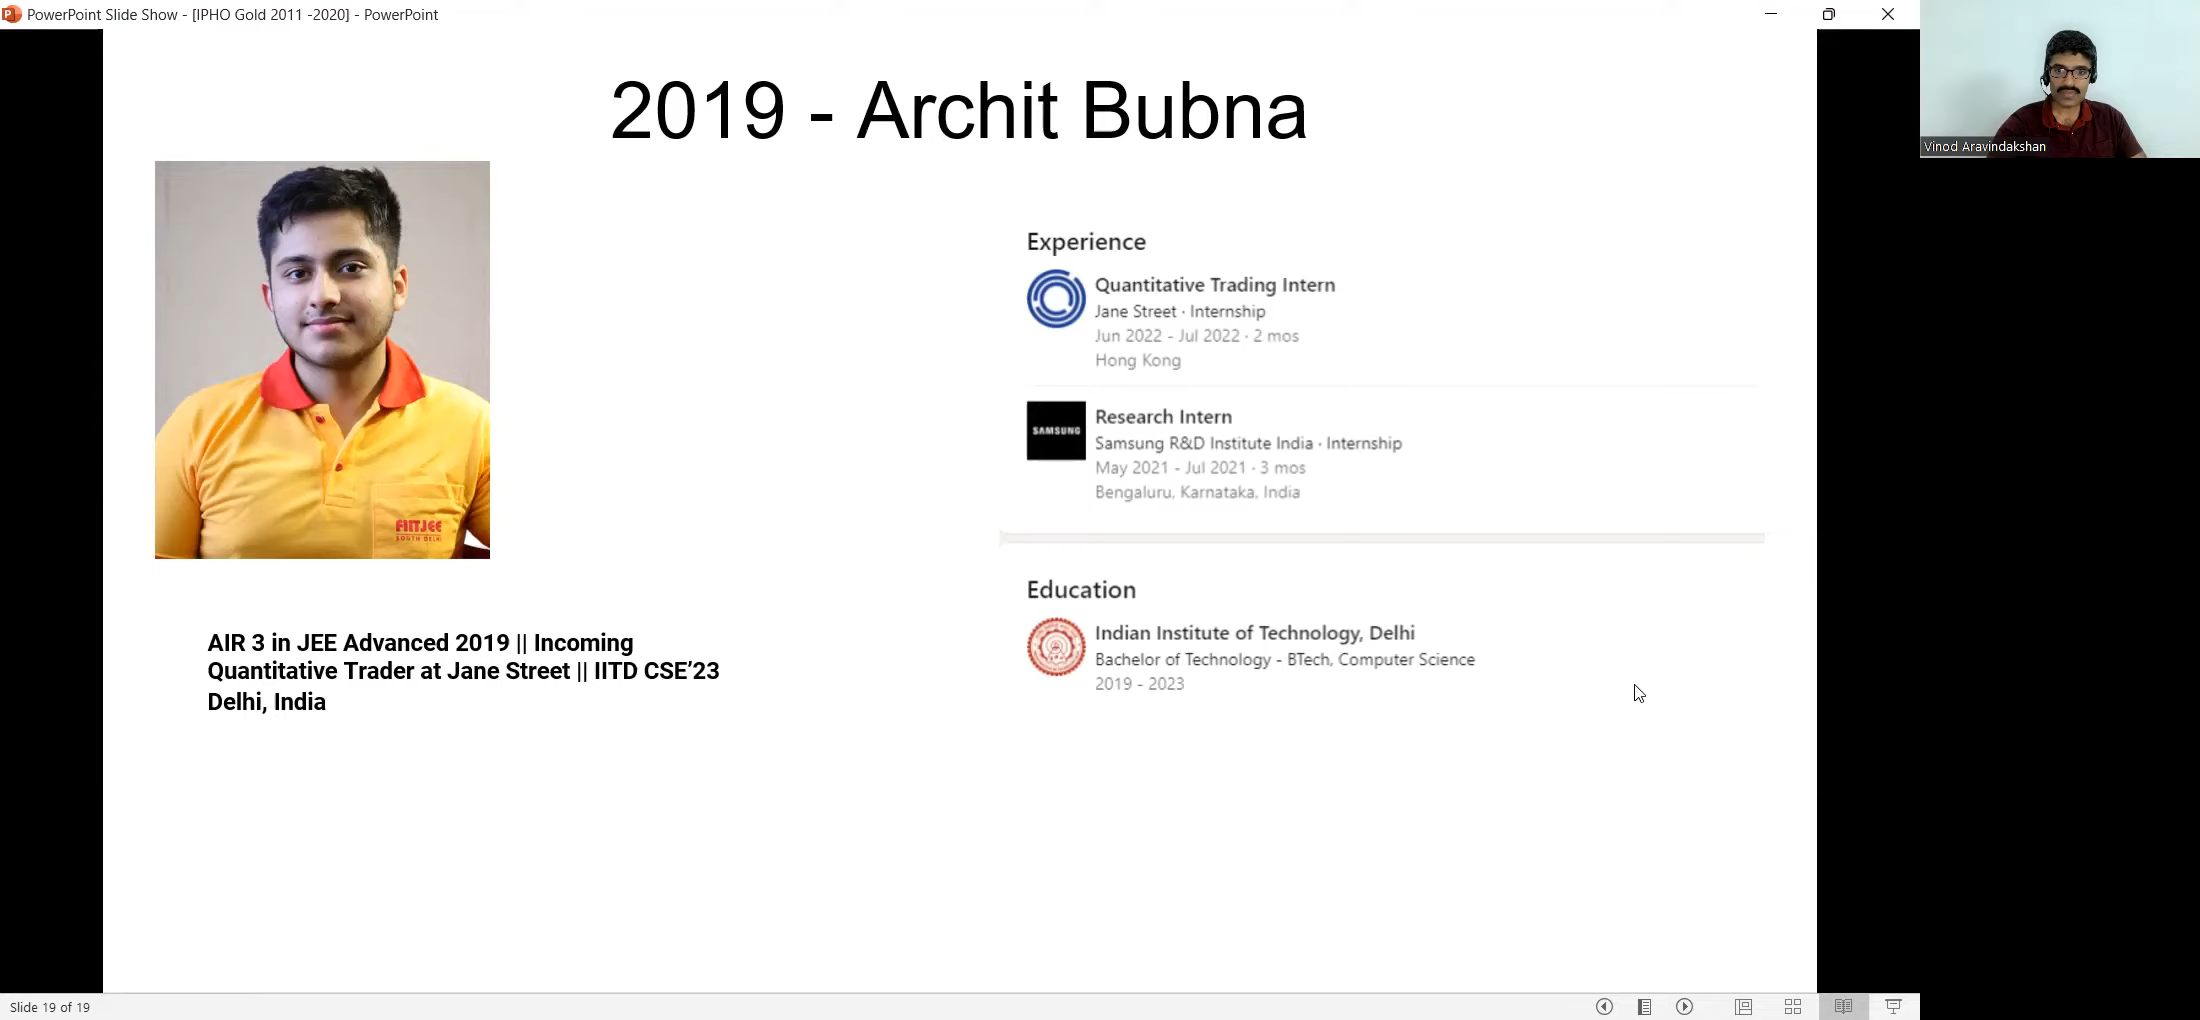 PowerPoint Slide Show - [IPHO Gold 2011 -2020] - PowerPoint
2019 - Archit Bubna
Vinod Aravindakshan
FIITJEE
SOUTH DELHI
AIR 3 in JEE Advanced 2019 || Incoming
Quantitative Trader at Jane Street || IITD CSE’23
Delhi, India
Experience
Quantitative Trading Intern
Jane Street · Internship
Jun 2022 - Jul 2022 · 2 mos
Hong Kong
SAMSUNG
Research Intern
Samsung R&D Institute India · Internship
May 2021 - Jul 2021 · 3 mos
Bengaluru, Karnataka, India
Education
Indian Institute of Technology, Delhi
Bachelor of Technology - BTech, Computer Science
2019 - 2023
Slide 19 of 19